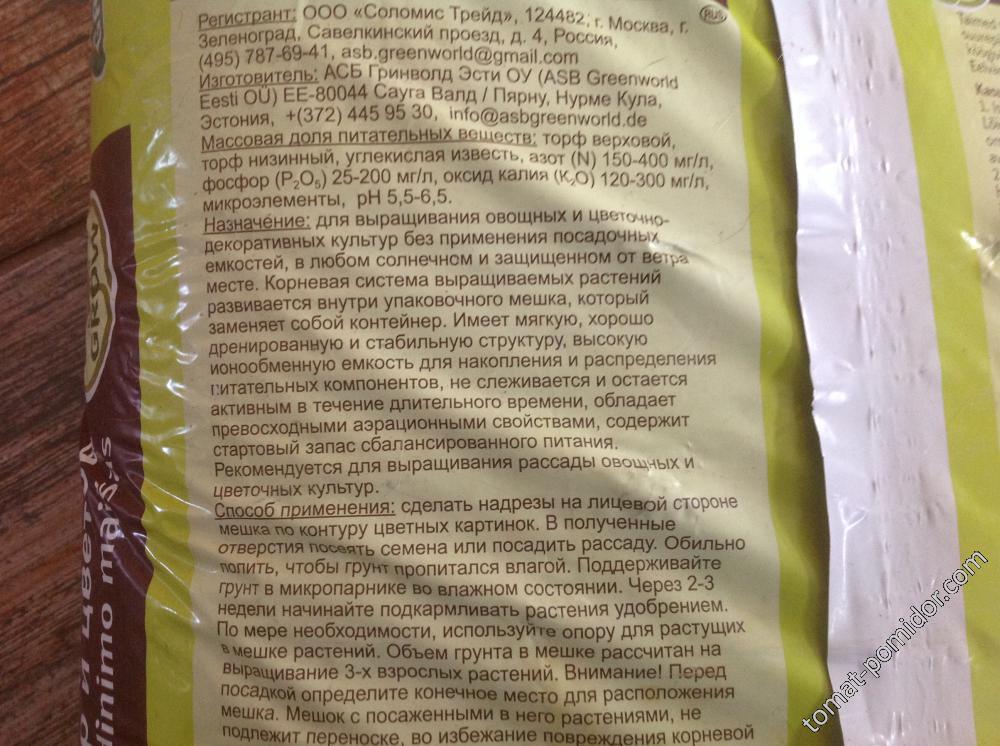 Регистрант: ООО «Соломис Трейд», 124482, г. Москва, г.
Зеленоград, Савелкинский проезд, д. 4, Россия,
(495) 787-69-41, asb.greenworld@gmail.com
Изготовитель: АСБ Гринволд Эсти ОУ (ASB Greenworld
Eesti OÜ) EE-80044 Сауга Валд / Пярну, Нурме Кула,
Эстония, +(372) 445 95 30, info@asbgreenworld.de
Массовая доля питательных веществ: торф верховой,
торф низинный, углекислая известь, азот (N) 150-400 мг/л,
фосфор (P₂O₅) 25-200 мг/л, оксид калия (K₂O) 120-300 мг/л,
микроэлементы, pH 5,5-6,5.
Назначение: для выращивания овощных и цветочно-
декоративных культур без применения посадочных
емкостей, в любом солнечном и защищенном от ветра
месте. Корневая система выращиваемых растений
развивается внутри упаковочного мешка, который
заменяет собой контейнер. Имеет мягкую, хорошо
дренированную и стабильную структуру, высокую
ионообменную емкость для накопления и распределения
питательных компонентов, не слеживается и остается
активным в течение длительного времени, обладает
превосходными аэрационными свойствами, содержит
стартовый запас сбалансированного питания.
Рекомендуется для выращивания рассады овощных и
цветочных культур.
Способ применения: сделать надрезы на лицевой стороне
мешка по контуру цветных картинок. В полученные
отверстия посеять семена или посадить рассаду. Обильно
полить, чтобы грунт пропитался влагой. Поддерживайте
грунт в микропарнике во влажном состоянии. Через 2-3
недели начинайте подкармливать растения удобрением.
По мере необходимости, используйте опору для растущих
в мешке растений. Объем грунта в мешке рассчитан на
выращивание 3-х взрослых растений. Внимание! Перед
посадкой определите конечное место для расположения
мешка. Мешок с посаженными в него растениями, не
подлежит переноске, во избежание повреждения корневой
RUS
GROW
и цвет
tomat-pomidor.com